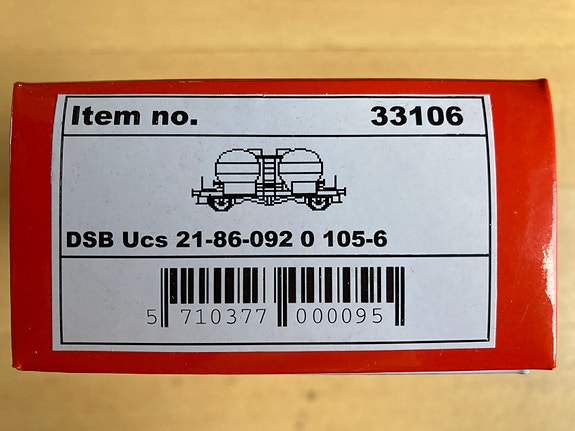 Item no. 33106
DSB Ucs 21-86-092 0 105-6
5 710377 000095